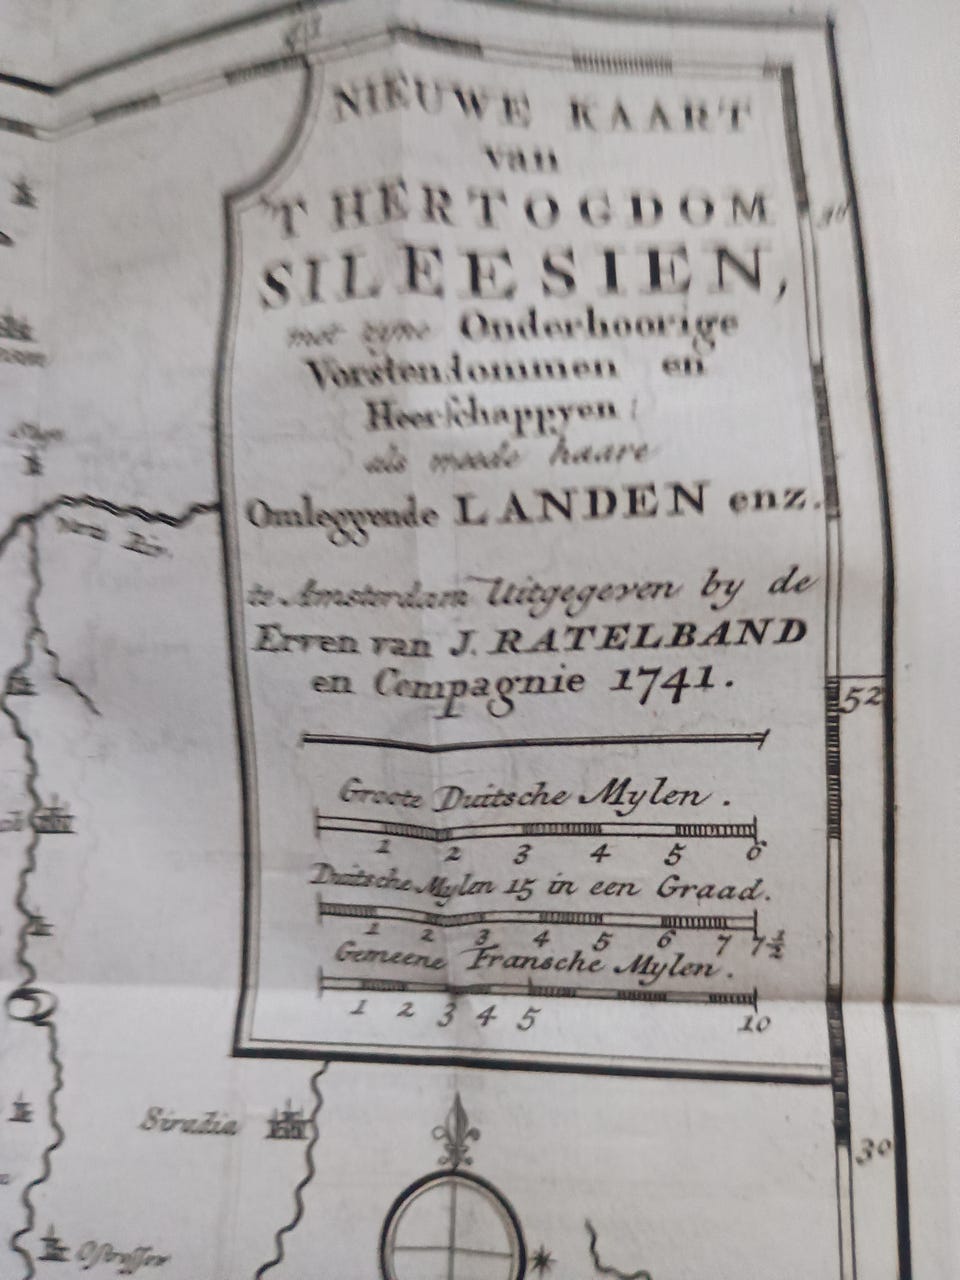 NIEUWE KAART
van
'T HERTOGDOM
SILEESIEN,
met zyne Onderhoorige
Vorstendommen en
Heerschappyen;
als meede haare
Omleggende LANDEN enz.
te Amsterdam Uitgegeven by de
Erven van J. RATELBAND
en Compagnie 1741.
Groote Duitsche Mylen.
1 2 3 4 5 6
Duitsche Mylen 15 in een Graad.
1 2 3 4 5 6 7 7½
Gemeene Fransche Mylen.
1 2 3 4 5 10
52
30
Siradia